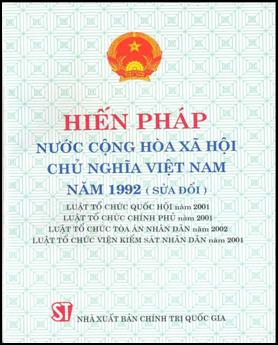 HIẾN PHÁP
NƯỚC CỘNG HÒA XÃ HỘI
CHỦ NGHĨA VIỆT NAM
NĂM 1992 ( SỬA ĐỔI )
LUẬT TỔ CHỨC QUỐC HỘI năm 2001
LUẬT TỔ CHỨC CHÍNH PHỦ năm 2001
LUẬT TỔ CHỨC TÒA ÁN NHÂN DÂN năm 2002
LUẬT TỔ CHỨC VIỆN KIỂM SÁT NHÂN DÂN năm 2001
ST NHÀ XUẤT BẢN CHÍNH TRỊ QUỐC GIA